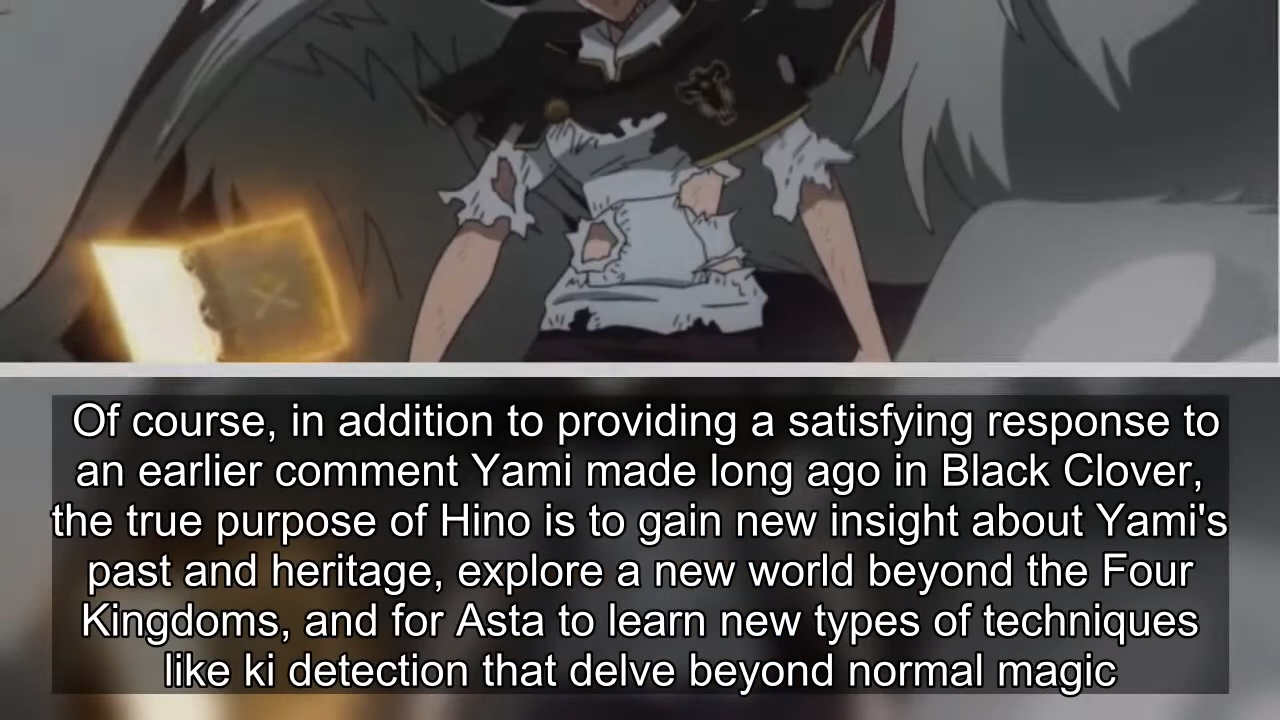 Of course, in addition to providing a satisfying response to
an earlier comment Yami made long ago in Black Clover,
the true purpose of Hino is to gain new insight about Yami's
past and heritage, explore a new world beyond the Four
Kingdoms, and for Asta to learn new types of techniques
like ki detection that delve beyond normal magic